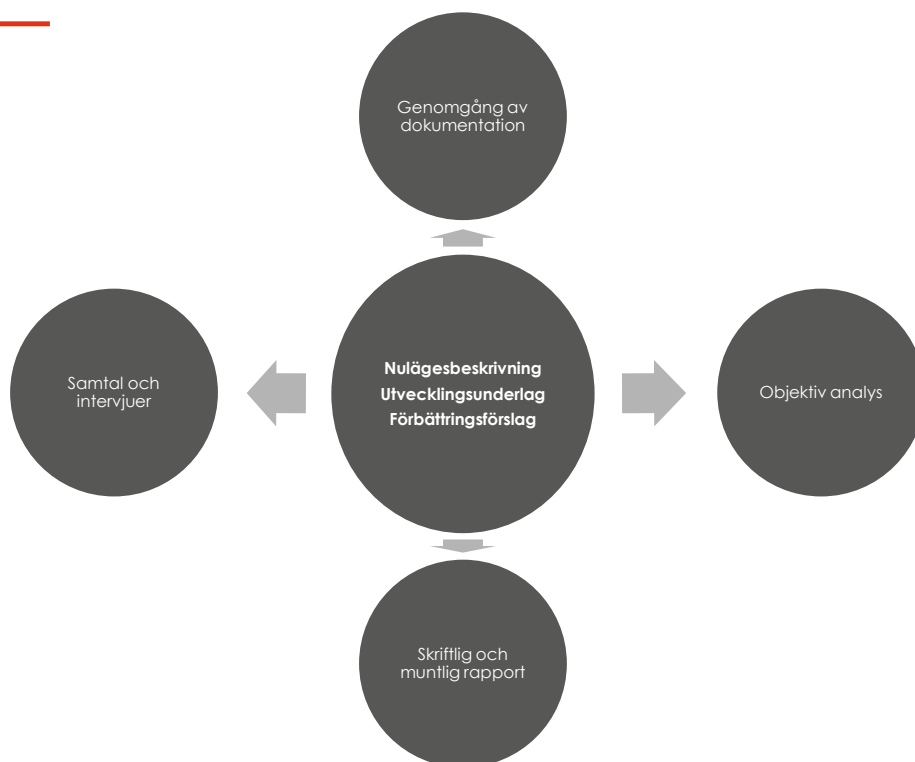 Genomgång av
dokumentation
Nulägesbeskrivning
Utvecklingsunderlag
Förbättringsförslag
Samtal och
intervjuer
Objektiv analys
Skriftlig och
muntlig rapport